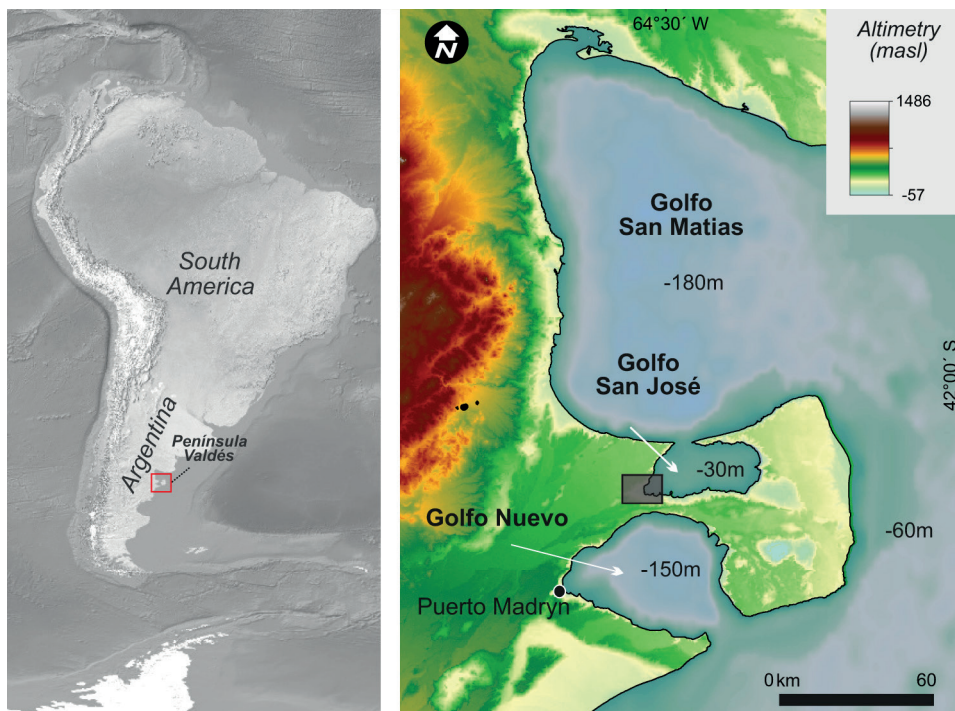 South
America
Argentina
Península
Valdés
64°30´ W
N
Altimetry
(masl)
1486
-57
Golfo
San Matias
-180m
Golfo
San José
42°00´ S
-30m
Golfo Nuevo
-60m
-150m
Puerto Madryn
0 km 60